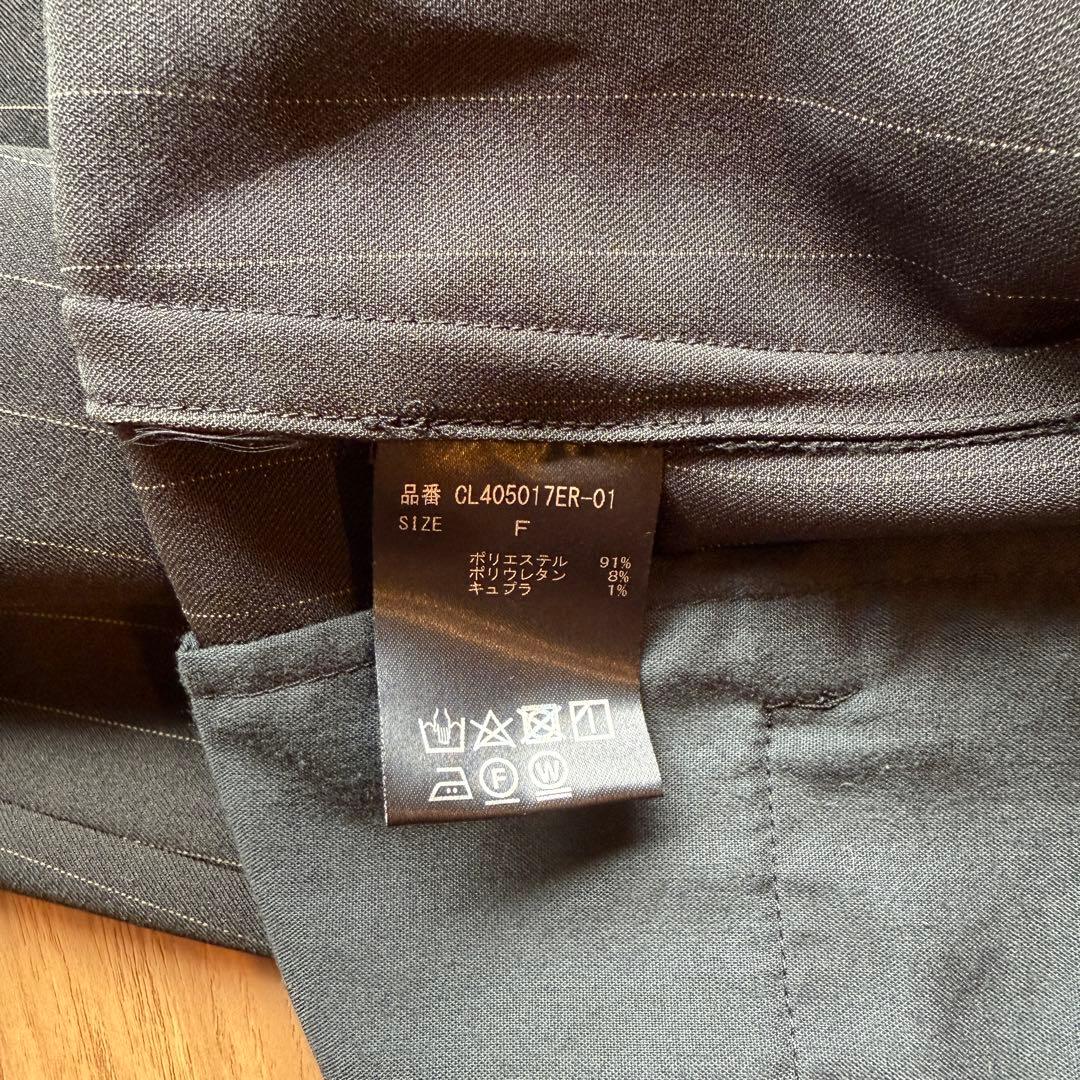 品番 CL405017ER-01
SIZE F
ポリエステル 91%
ポリウレタン 8%
キュプラ 1%
F W